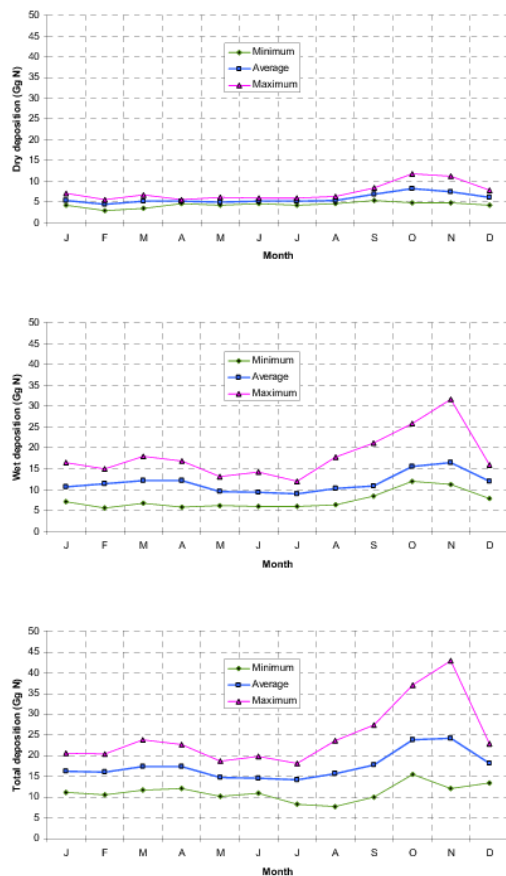 50
45
40
35
30
25
20
15
10
5
0
Dry deposition (Gg N)
Minimum
Average
Maximum
J F M A M J J A S O N D
Month
50
45
40
35
30
25
20
15
10
5
0
Wet deposition (Gg N)
Minimum
Average
Maximum
J F M A M J J A S O N D
Month
50
45
40
35
30
25
20
15
10
5
0
Total deposition (Gg N)
Minimum
Average
Maximum
J F M A M J J A S O N D
Month